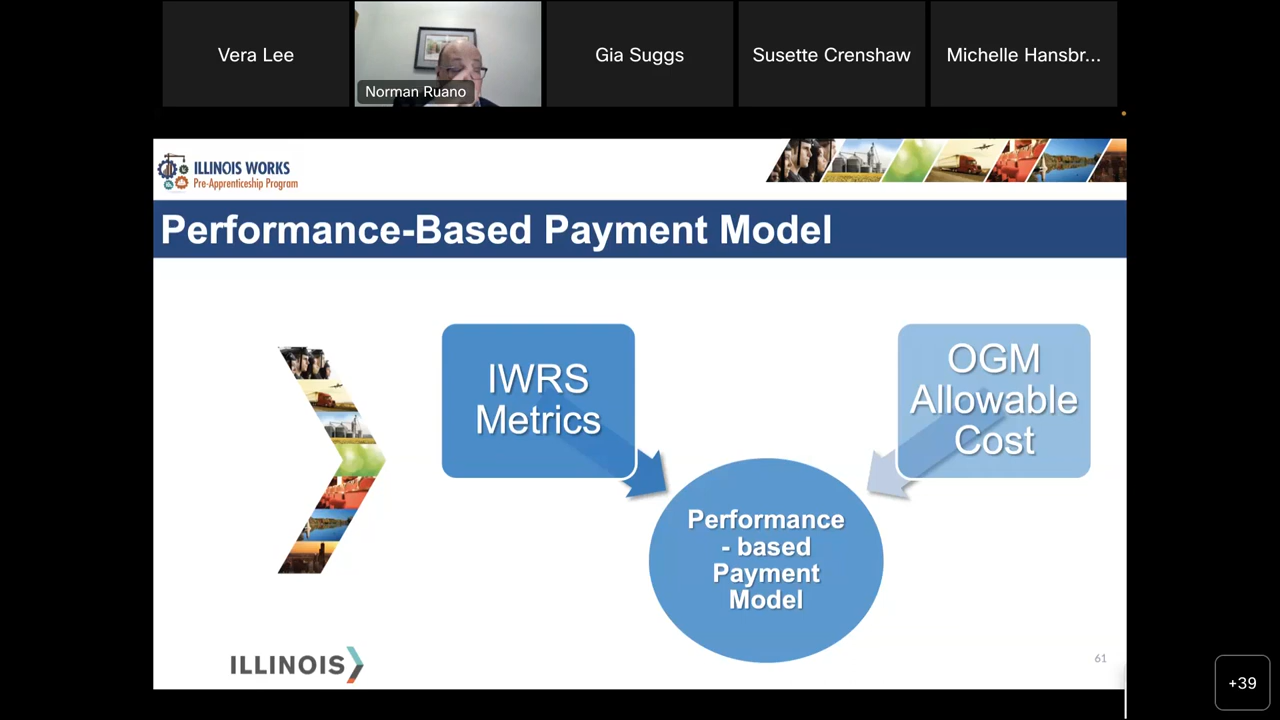 Vera Lee
Norman Ruano
Gia Suggs
Susette Crenshaw
Michelle Hansbr...
ILLINOIS WORKS
Pre-Apprenticeship Program
Performance-Based Payment Model
IWRS
Metrics
OGM
Allowable
Cost
Performance
- based
Payment
Model
ILLINOIS
61
+39